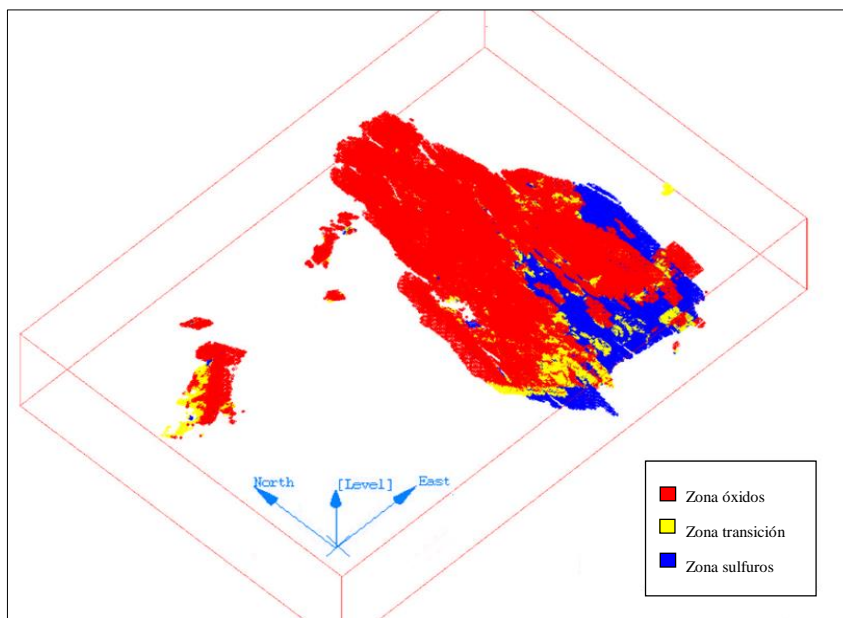 North
[Level]
East
Zona óxidos
Zona transición
Zona sulfuros